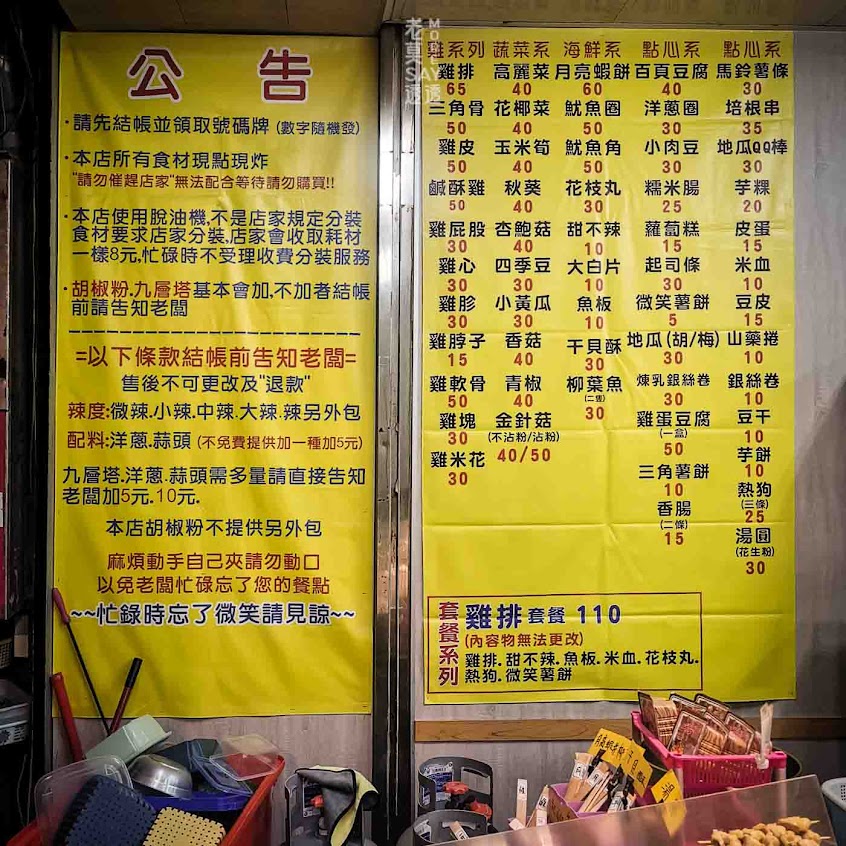 公告
·請先結帳並領取號碼牌 (數字隨機發)
·本店所有食材現點現炸
"請勿催趕店家"無法配合等待請勿購買!!
·本店使用脫油機,不是店家規定分裝
食材要求店家分裝,店家會收取耗材
一樣8元,忙碌時不受理收費分裝服務
·胡椒粉.九層塔基本會加,不加者結帳
前請告知老闆
=以下條款結帳前告知老闆=
售後不可更改及"退款"
辣度:微辣.小辣.中辣.大辣.辣另外包
配料:洋蔥.蒜頭 (不免費提供加一種加5元)
九層塔.洋蔥.蒜頭需多量請直接告知
老闆加5元.10元.
本店胡椒粉不提供另外包
麻煩動手自己夾請勿動口
以免老闆忙碌忘了您的餐點
~~忙錄時忘了微笑請見諒~~
老莫SAY透透
雞系列
雞排
65
三角骨
50
雞皮
50
鹹酥雞
50
雞屁股
30
雞心
30
雞胗
30
雞脖子
15
雞軟骨
50
雞塊
30
雞米花
30
蔬菜系
高麗菜
40
花椰菜
40
玉米筍
40
秋葵
40
杏鮑菇
40
四季豆
30
小黃瓜
30
香菇
40
青椒
40
金針菇
(不沾粉/沾粉)
40/50
海鮮系
月亮蝦餅
60
魷魚圈
40
魷魚角
50
花枝丸
30
甜不辣
10
大白片
30
魚板
10
干貝酥
30
柳葉魚
(二隻)
30
點心系
百頁豆腐
40
洋蔥圈
30
小肉豆
30
糯米腸
25
蘿蔔糕
15
起司條
30
微笑薯餅
5
地瓜(胡/梅)
30
煉乳銀絲卷
30
雞蛋豆腐
(一盒)
50
三角薯餅
10
香腸
(二條)
15
點心系
馬鈴薯條
30
培根串
35
地瓜QQ棒
30
芋粿
20
皮蛋
15
米血
10
豆皮
15
山藥捲
10
銀絲卷
10
豆干
10
芋餅
10
熱狗
(三條)
25
湯圓
(花生粉)
30
套餐系列
雞排 套餐 110
(內容物無法更改)
雞排.甜不辣.魚板.米血.花枝丸.
熱狗.微笑薯餅